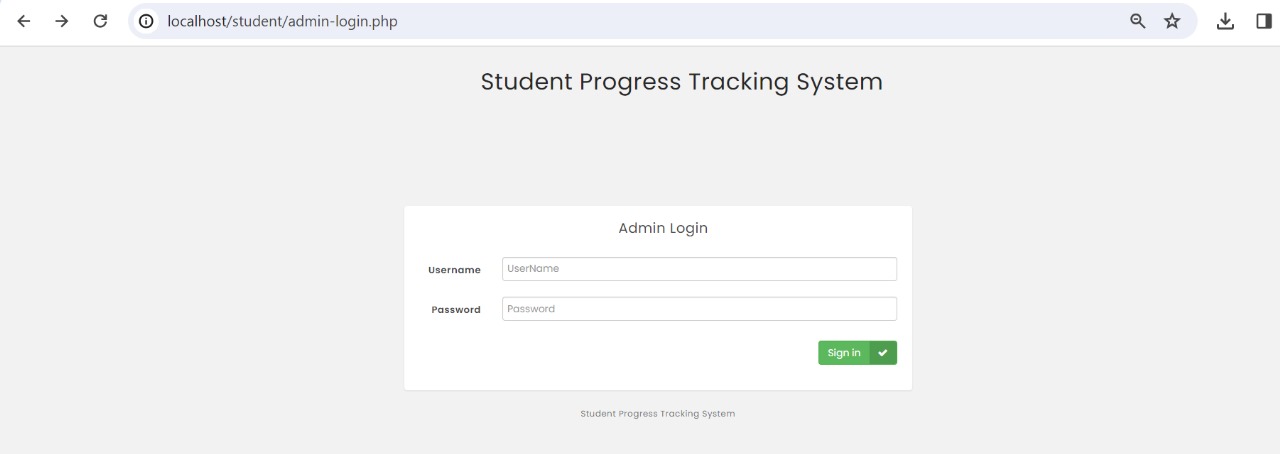 localhost/student/admin-login.php
Student Progress Tracking System
Admin Login
Username UserName
Password Password
Sign in
Student Progress Tracking System